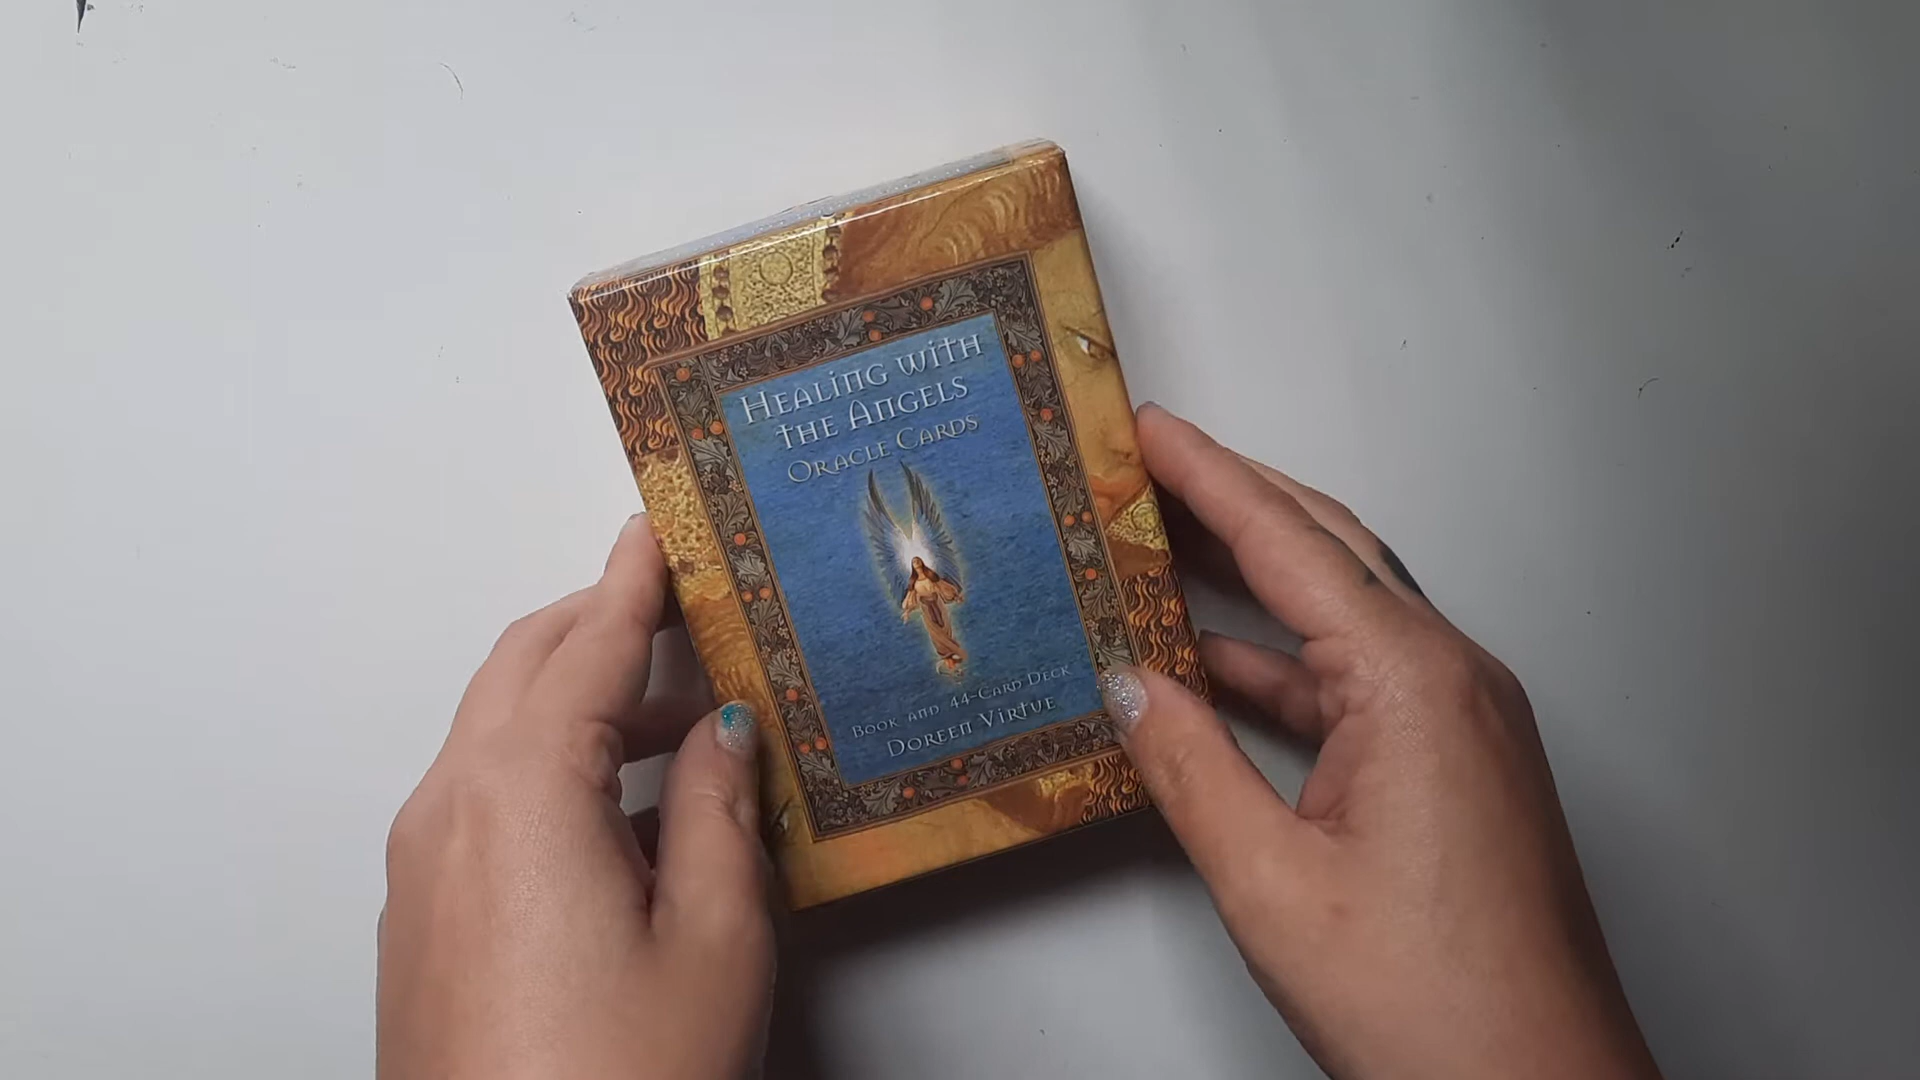 Healing with
the Angels
Oracle Cards
Book and 44-Card Deck
Doreen Virtue